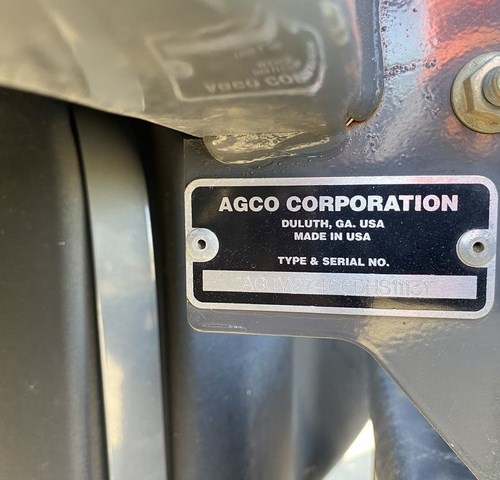 AGCO CORPORATION
DULUTH, GA. USA
MADE IN USA
TYPE & SERIAL NO.